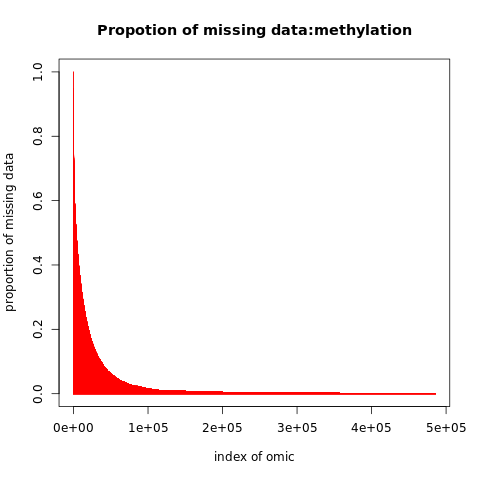 Propotion of missing data:methylation
proportion of missing data
1.0
0.8
0.6
0.4
0.2
0.0
0e+00 1e+05 2e+05 3e+05 4e+05 5e+05
index of omic